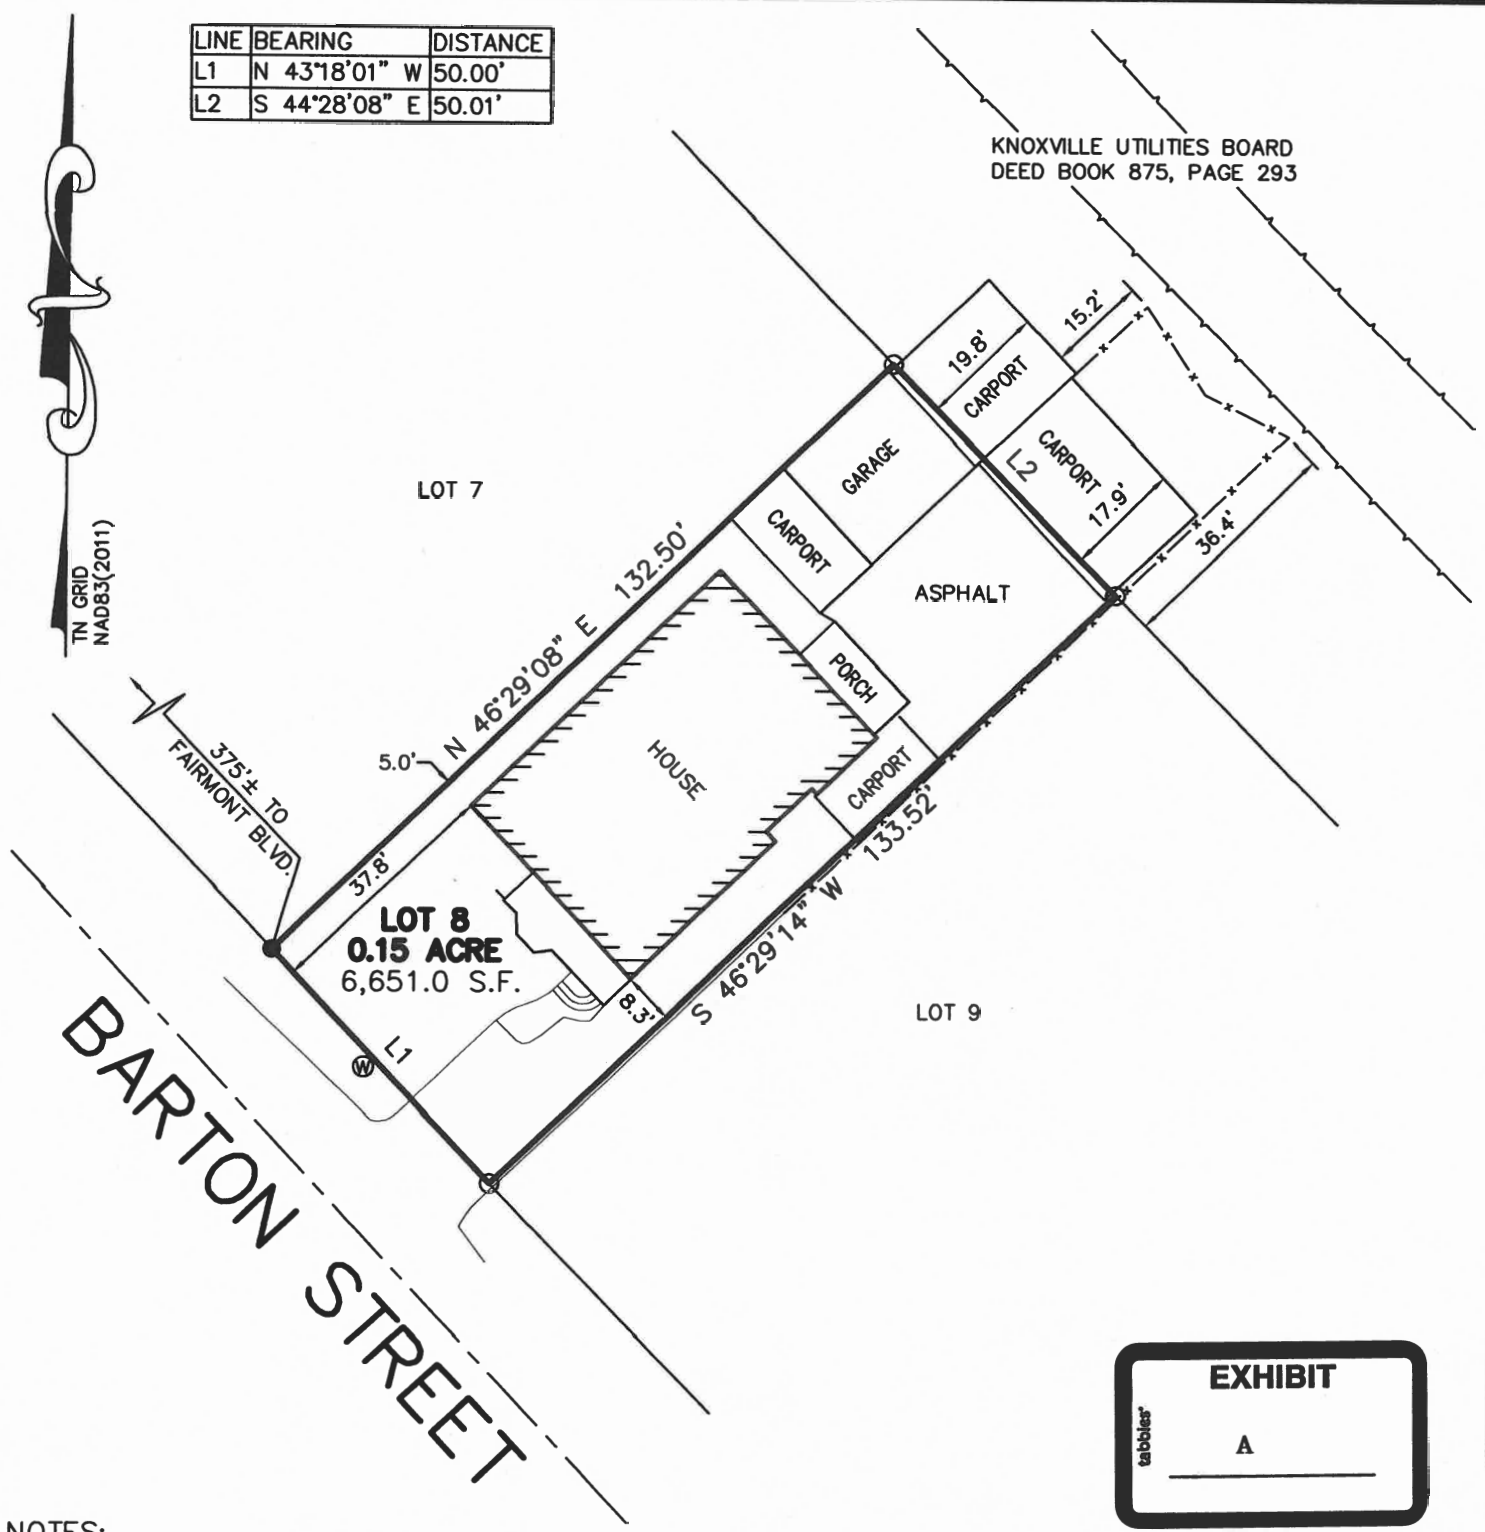 LINE BEARING DISTANCE
L1 N 43°18'01" W 50.00'
L2 S 44°28'08" E 50.01'
KNOXVILLE UTILITIES BOARD
DEED BOOK 875, PAGE 293
TN GRID
NAD83(2011)
15.2'
19.8'
CARPORT
L2
CARPORT
17.9'
36.4'
GARAGE
CARPORT
ASPHALT
LOT 7
N 46°29'08" E 132.50'
PORCH
HOUSE
CARPORT
5.0'
375'± TO
FAIRMONT BLVD.
37.8'
LOT 8
0.15 ACRE
6,651.0 S.F.
8.3'
S 46°29'14" W 133.52'
LOT 9
L1
W
BARTON STREET
EXHIBIT
tabbies®
A
NOTES: